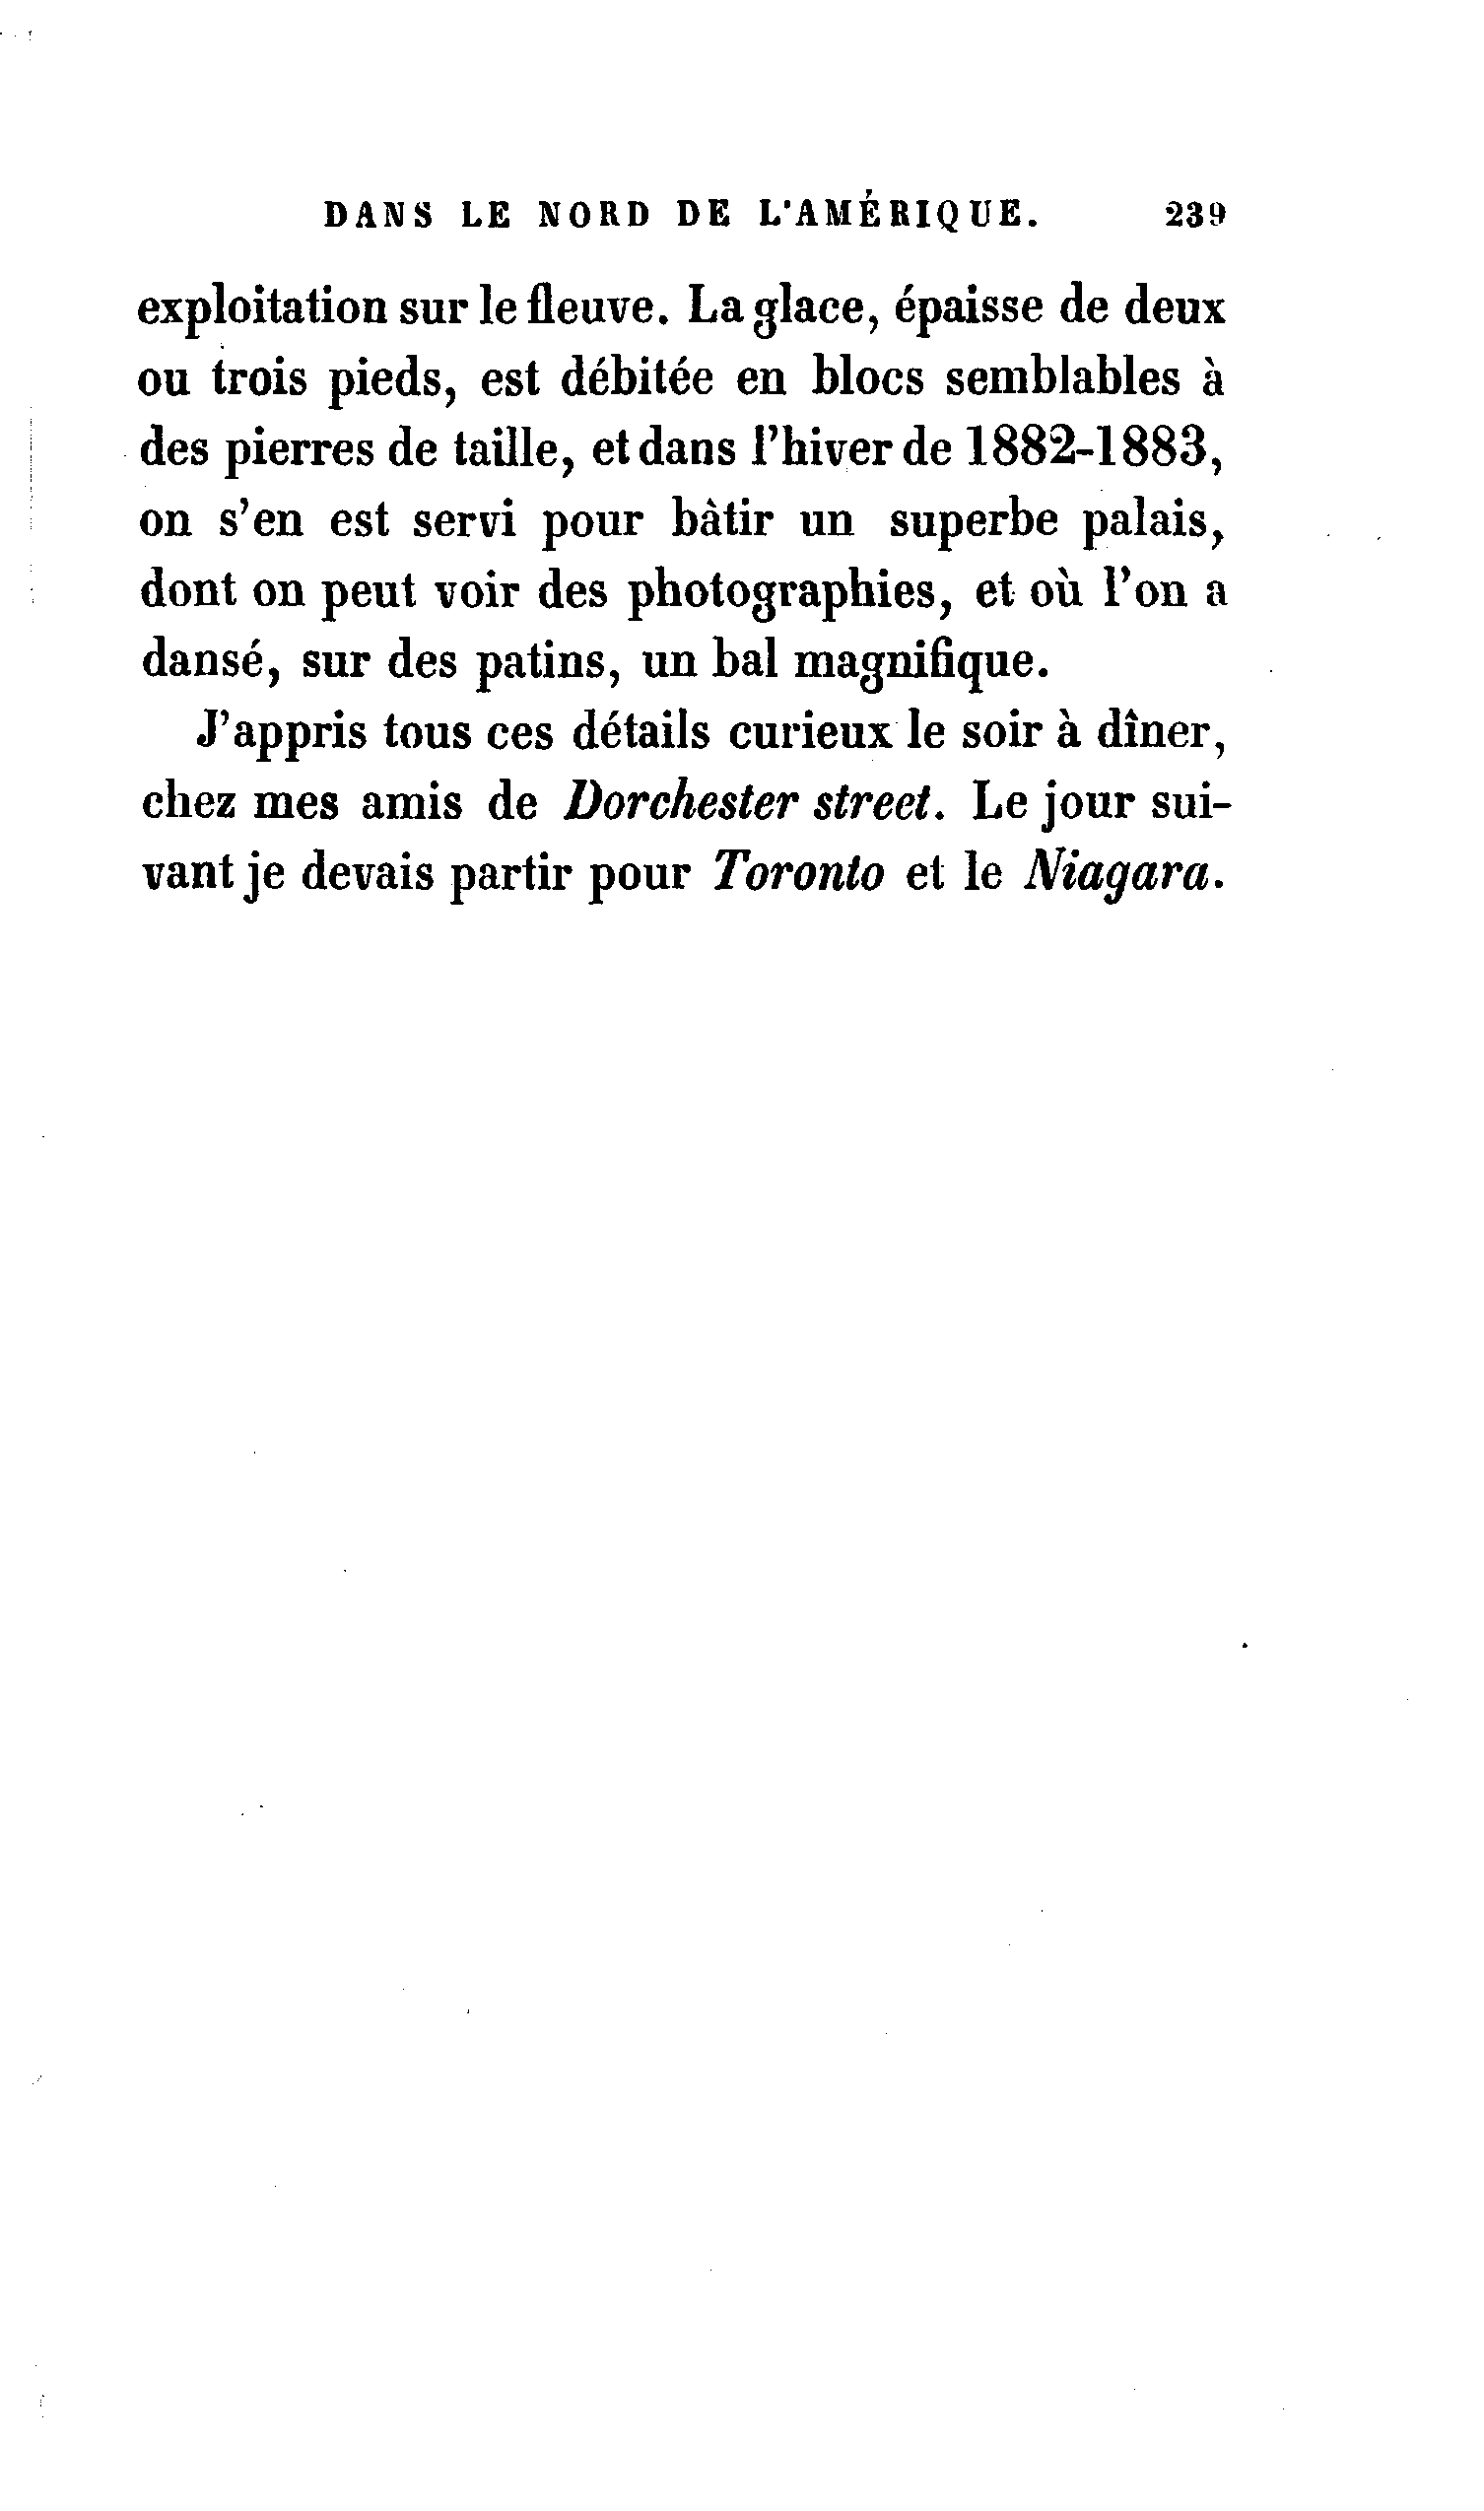 DANS LE NORD DE L'AMÉRIQUE. 239
exploitation sur le fleuve. La glace, épaisse de deux
ou trois pieds, est débitée en blocs semblables à
des pierres de taille, et dans l'hiver de 1882-1883,
on s'en est servi pour bâtir un superbe palais,
dont on peut voir des photographies, et où l'on a
dansé, sur des patins, un bal magnifique.
J'appris tous ces détails curieux le soir à dîner,
chez mes amis de Dorchester street. Le jour sui-
vant je devais partir pour Toronto et le Niagara.